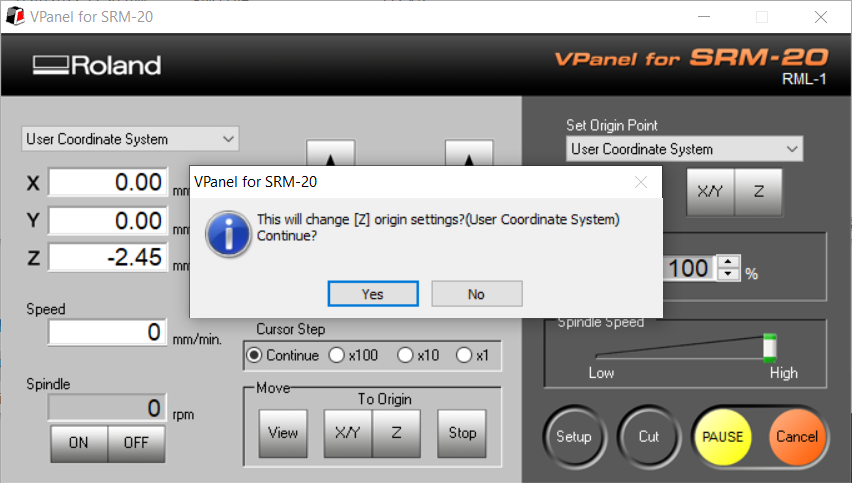 VPanel for SRM-20
Roland
VPanel for SRM-20
RML-1
User Coordinate System
X 0.00 mm
Y 0.00 mm
Z -2.45 mm
Speed
0 mm/min.
Spindle
0 rpm
ON OFF
VPanel for SRM-20
This will change [Z] origin settings?(User Coordinate System)
Continue?
Yes No
Cursor Step
Continue x100 x10 x1
Move
To Origin
View X/Y Z Stop
Set Origin Point
User Coordinate System
X/Y Z
100 %
Spindle Speed
Low High
Setup Cut PAUSE Cancel